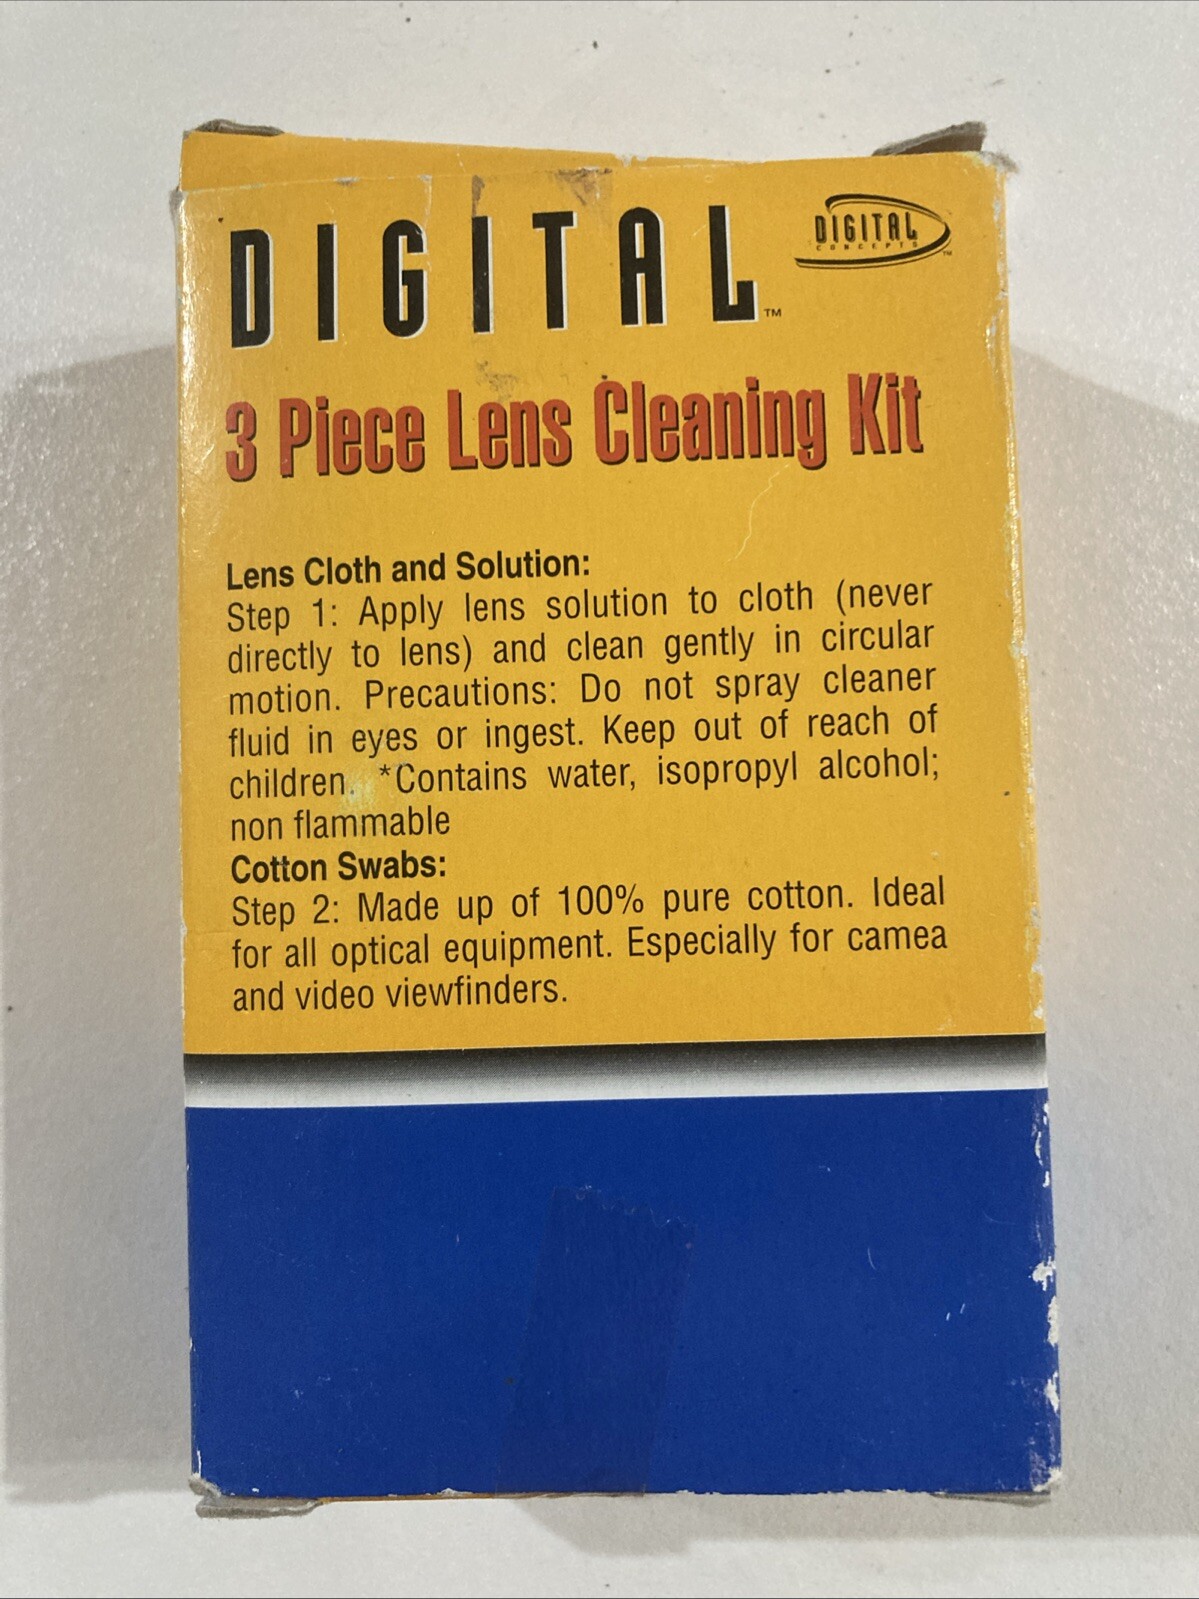 DIGITAL™
DIGITAL
CONCEPTS™
3 Piece Lens Cleaning Kit
Lens Cloth and Solution:
Step 1: Apply lens solution to cloth (never
directly to lens) and clean gently in circular
motion. Precautions: Do not spray cleaner
fluid in eyes or ingest. Keep out of reach of
children. *Contains water, isopropyl alcohol;
non flammable
Cotton Swabs:
Step 2: Made up of 100% pure cotton. Ideal
for all optical equipment. Especially for camea
and video viewfinders.